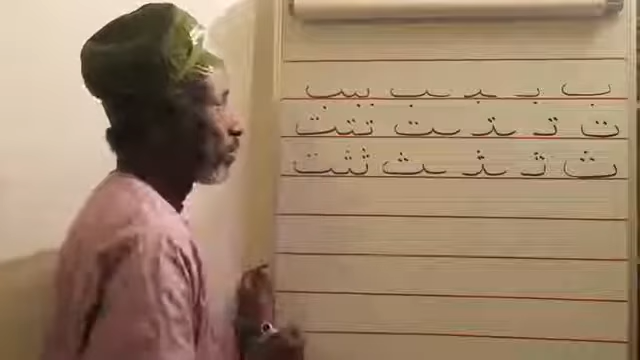 ب بـ ـبـ ـب ببب
ت تـ ـتـ ـت تتت
ث ثـ ـثـ ـث ثثث